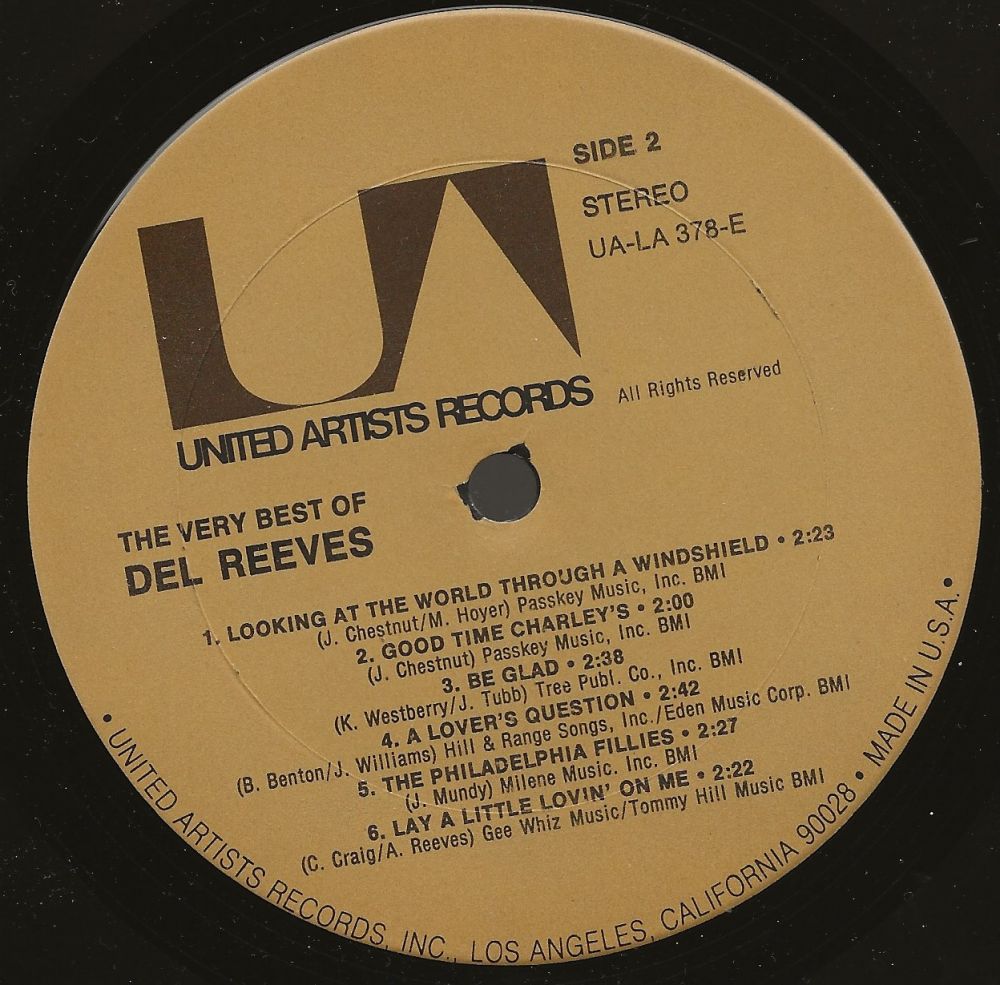 UA
SIDE 2
STEREO
UA-LA 378-E
UNITED ARTISTS RECORDS
All Rights Reserved
THE VERY BEST OF
DEL REEVES
1. LOOKING AT THE WORLD THROUGH A WINDSHIELD • 2:23
(J. Chestnut/M. Hoyer) Passkey Music, Inc. BMI
2. GOOD TIME CHARLEY'S • 2:00
(J. Chestnut) Passkey Music, Inc. BMI
3. BE GLAD • 2:38
(K. Westberry/J. Tubb) Tree Publ. Co., Inc. BMI
4. A LOVER'S QUESTION • 2:42
(B. Benton/J. Williams) Hill & Range Songs, Inc./Eden Music Corp. BMI
5. THE PHILADELPHIA FILLIES • 2:27
(J. Mundy) Milene Music. Inc. BMI
6. LAY A LITTLE LOVIN' ON ME • 2:22
(C. Craig/A. Reeves) Gee Whiz Music/Tommy Hill Music BMI
• UNITED ARTISTS RECORDS, INC., LOS ANGELES, CALIFORNIA 90028 • MADE IN U.S.A. •